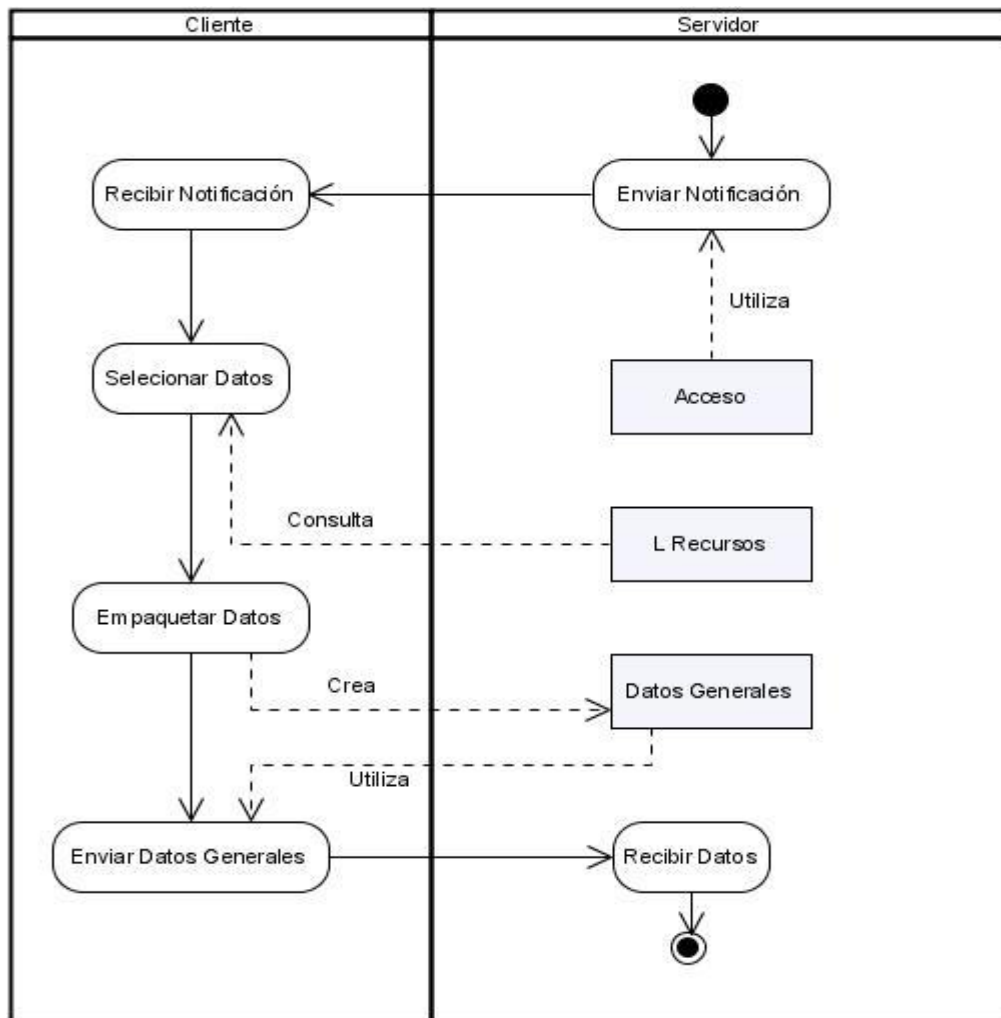 Cliente
Servidor
Recibir Notificación
Enviar Notificación
Utiliza
Selecionar Datos
Acceso
Consulta
L Recursos
Empaquetar Datos
Crea
Datos Generales
Utiliza
Enviar Datos Generales
Recibir Datos